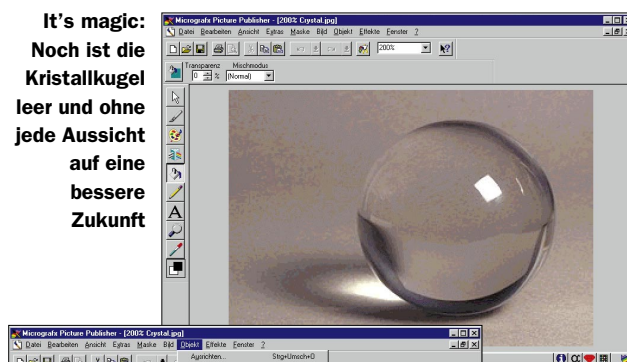 It's magic:
Noch ist die
Kristallkugel
leer und ohne
jede Aussicht
auf eine
bessere
Zukunft
Micrografx Picture Publisher - [200% Crystal.jpg]
Datei Bearbeiten Ansicht Extras Maske Bild Objekt Effekte Fenster ?
200%
Transparenz Mischmodus
0 % (Normal)
A
Micrografx Picture Publisher - [200% Crystal.jpg]
Datei Bearbeiten Ansicht Extras Maske Bild Objekt Effekte Fenster ?
Ausrichten... Strg+Umsch+O